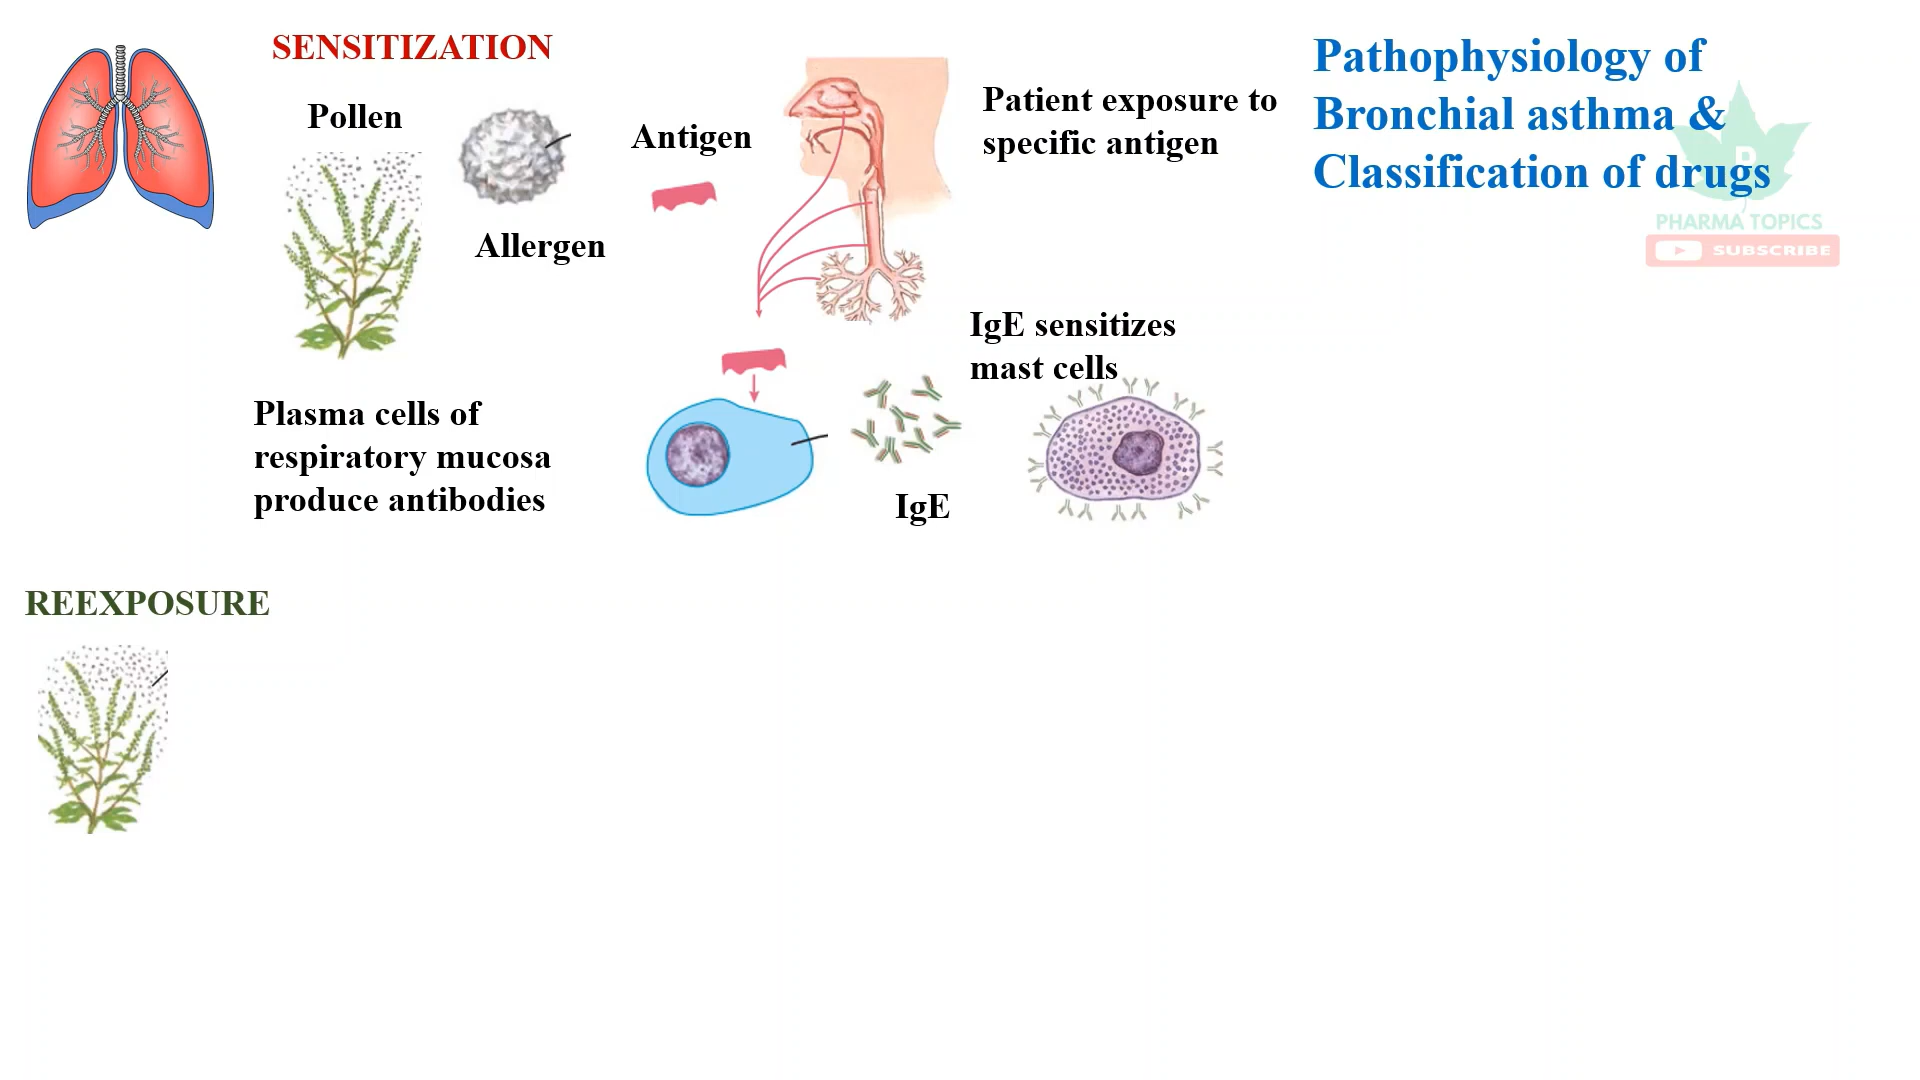 SENSITIZATION
Pollen
Allergen
Antigen
Patient exposure to
specific antigen
Pathophysiology of
Bronchial asthma &
Classification of drugs
P
PHARMA TOPICS
SUBSCRIBE
Plasma cells of
respiratory mucosa
produce antibodies
IgE
IgE sensitizes
mast cells
REEXPOSURE